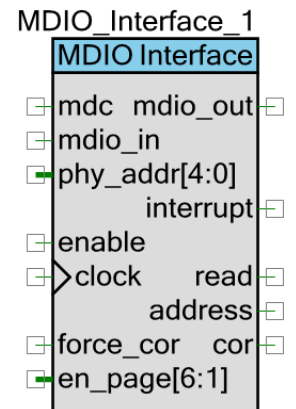 MDIO_Interface_1
MDIO Interface
mdc mdio_out
mdio_in
phy_addr[4:0]
interrupt
enable
clock read
address
force_cor cor
en_page[6:1]